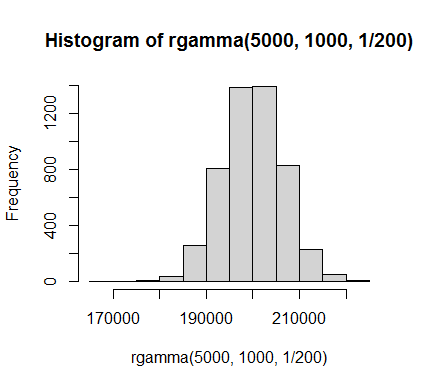 Histogram of rgamma(5000, 1000, 1/200)
Frequency
0 400 800 1200
170000 190000 210000
rgamma(5000, 1000, 1/200)